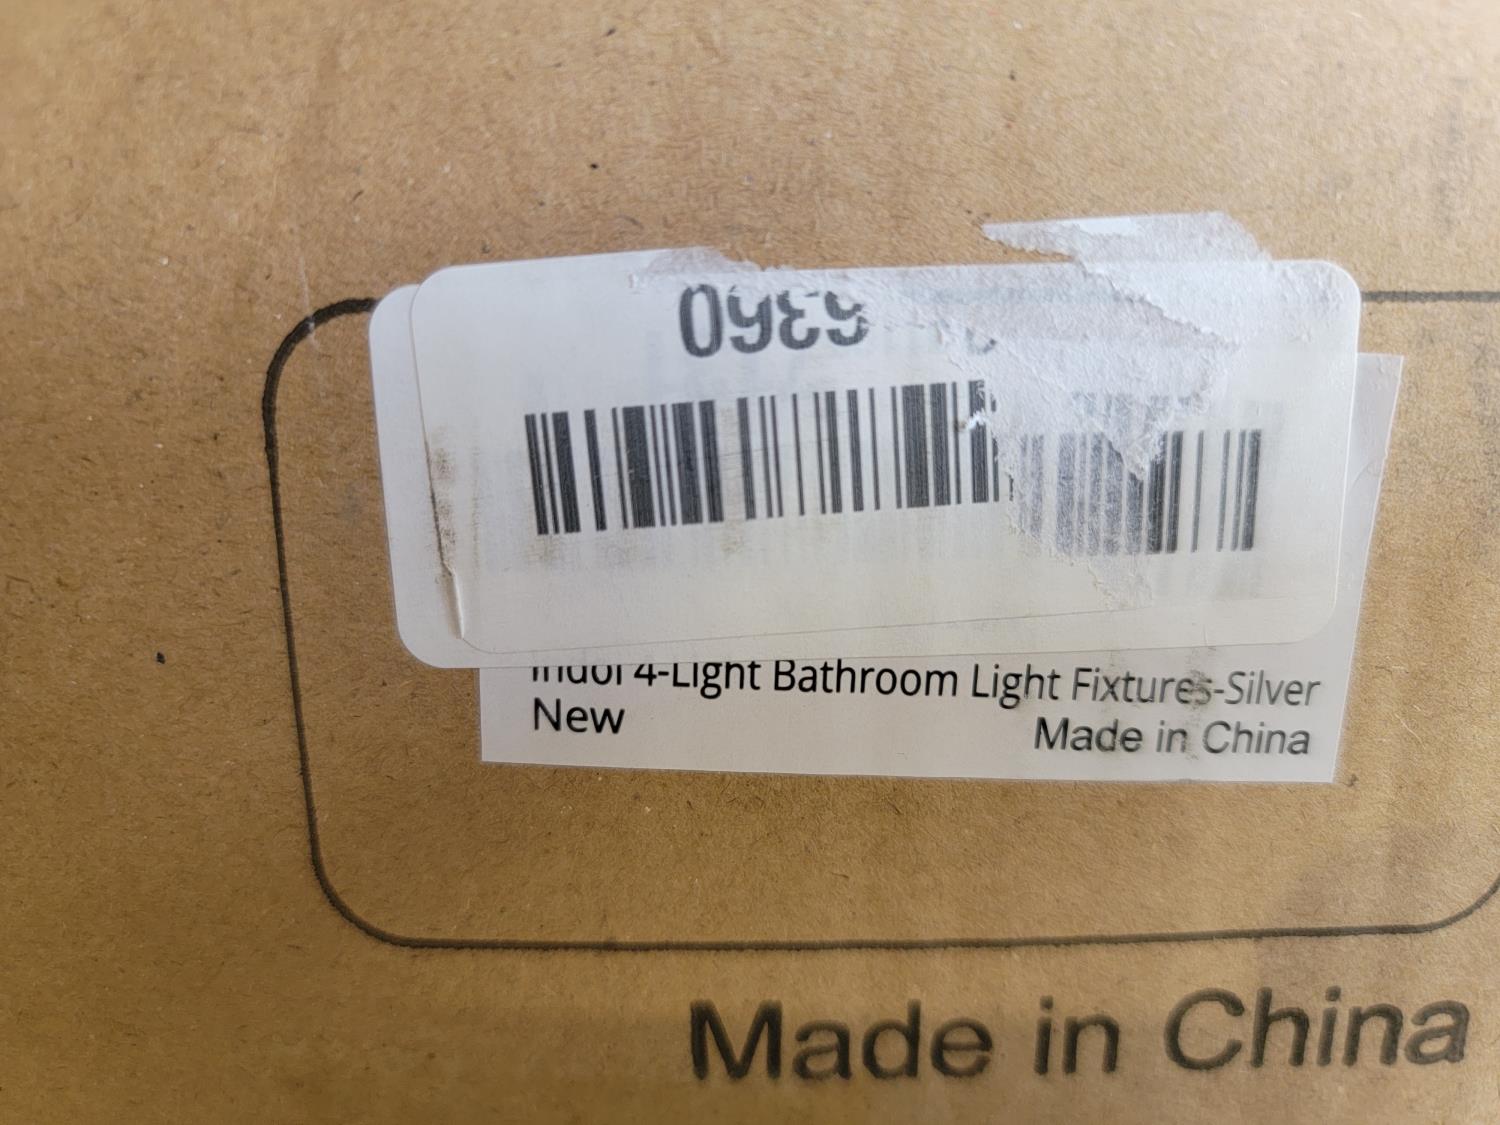 4-Light Bathroom Light Fixtures-Silver
New
Made in China
Made in China